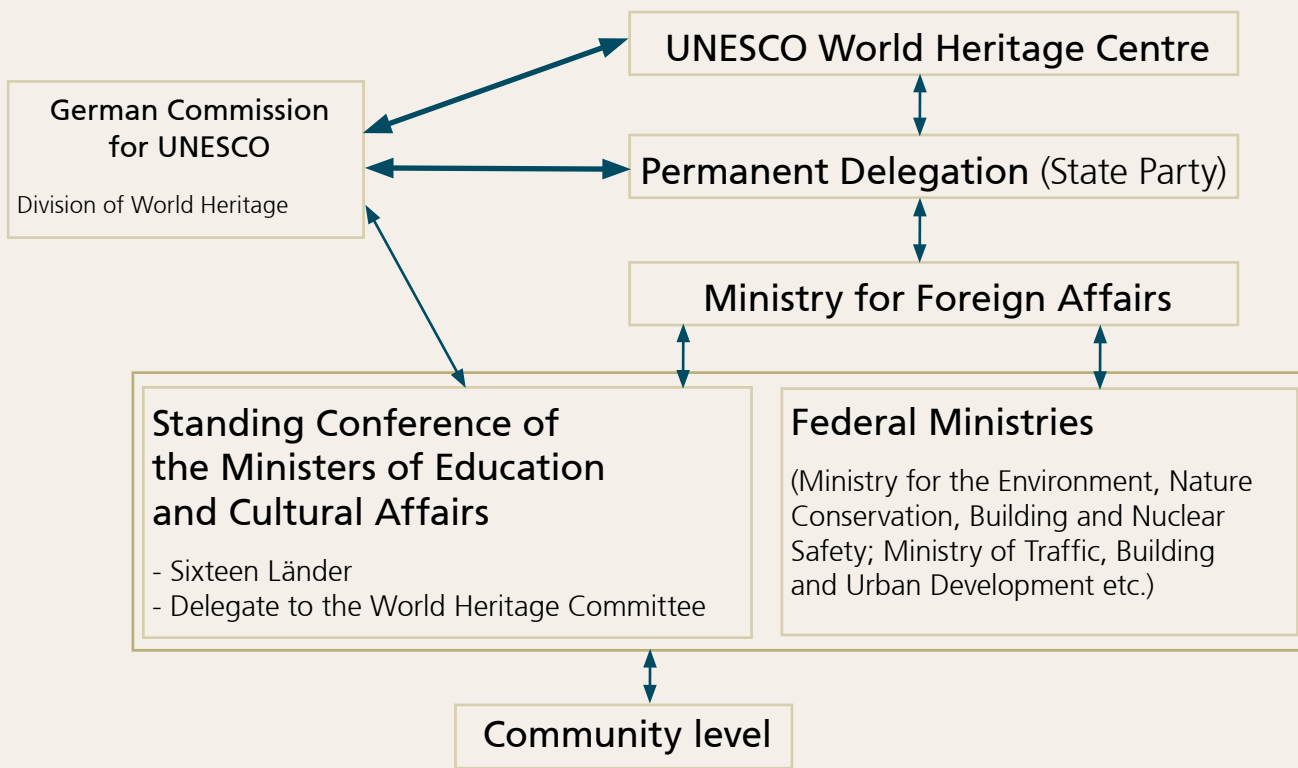 UNESCO World Heritage Centre
German Commission
for UNESCO
Division of World Heritage
Permanent Delegation (State Party)
Ministry for Foreign Affairs
Standing Conference of
the Ministers of Education
and Cultural Affairs
- Sixteen Länder
- Delegate to the World Heritage Committee
Federal Ministries
(Ministry for the Environment, Nature
Conservation, Building and Nuclear
Safety; Ministry of Traffic, Building
and Urban Development etc.)
Community level